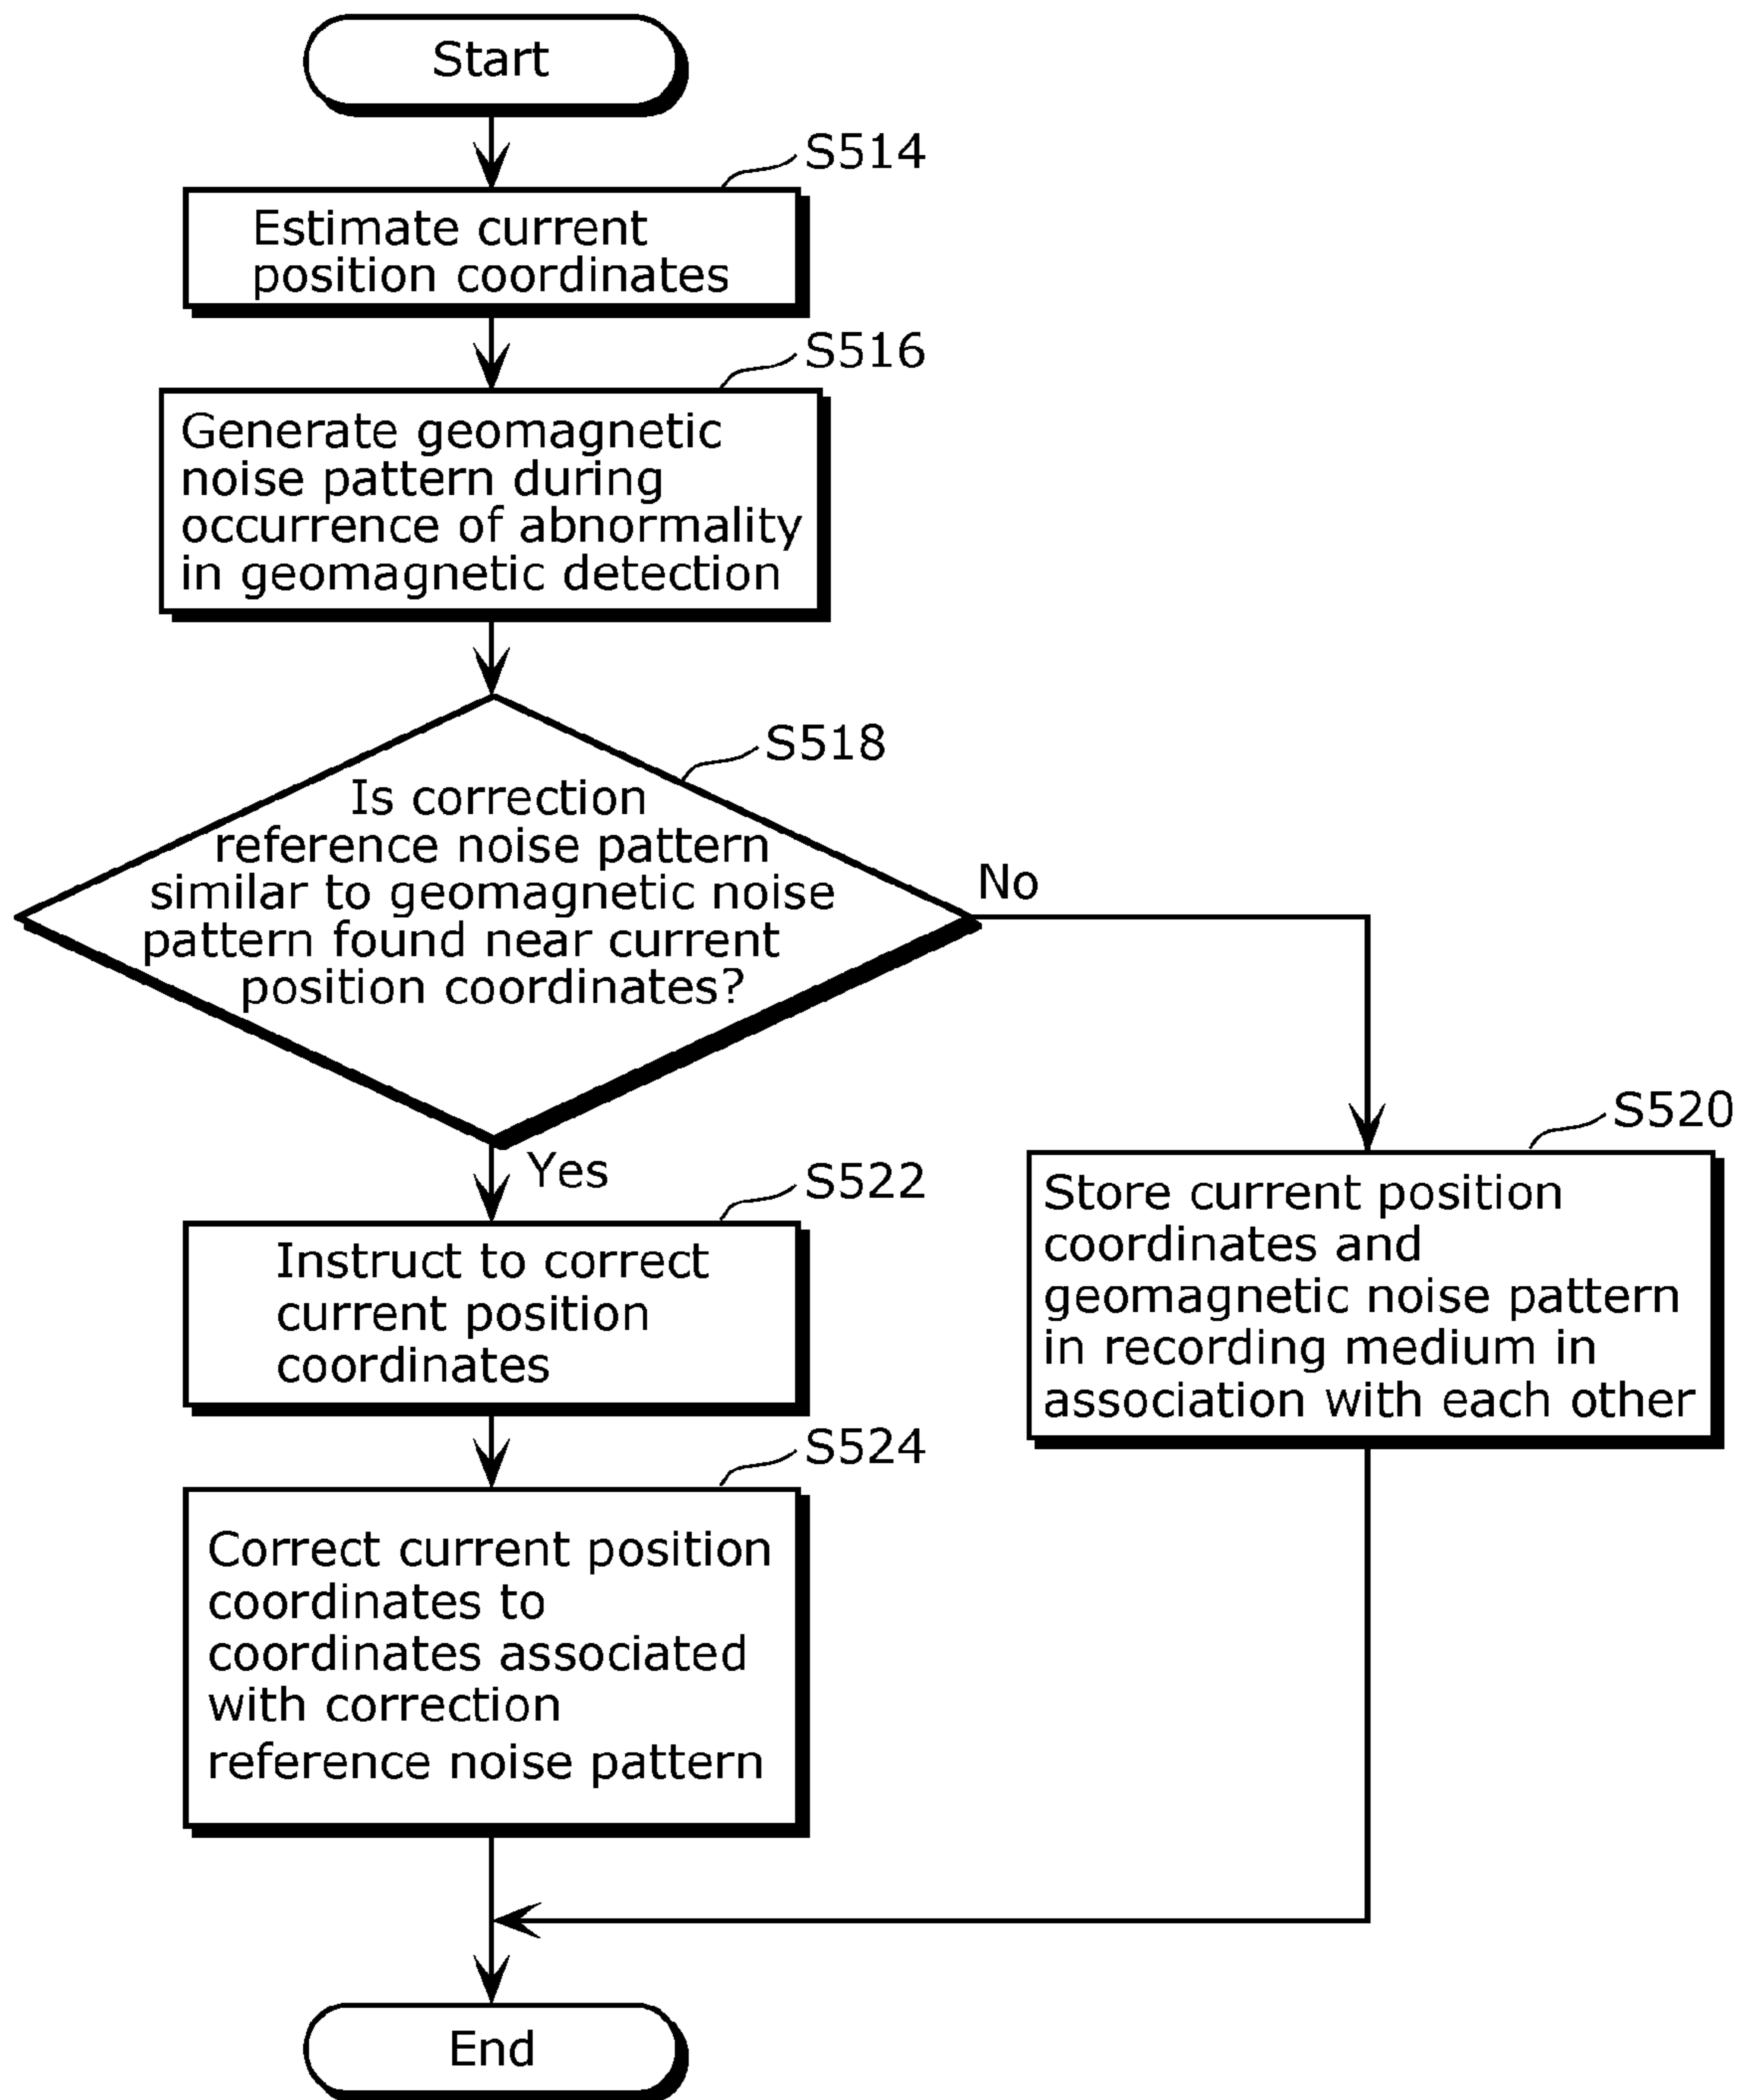 Start
S514
Estimate current
position coordinates
S516
Generate geomagnetic
noise pattern during
occurrence of abnormality
in geomagnetic detection
S518
Is correction
reference noise pattern
similar to geomagnetic noise
pattern found near current
position coordinates?
No
Yes
S520
Store current position
coordinates and
geomagnetic noise pattern
in recording medium in
association with each other
S522
Instruct to correct
current position
coordinates
S524
Correct current position
coordinates to
coordinates associated
with correction
reference noise pattern
End